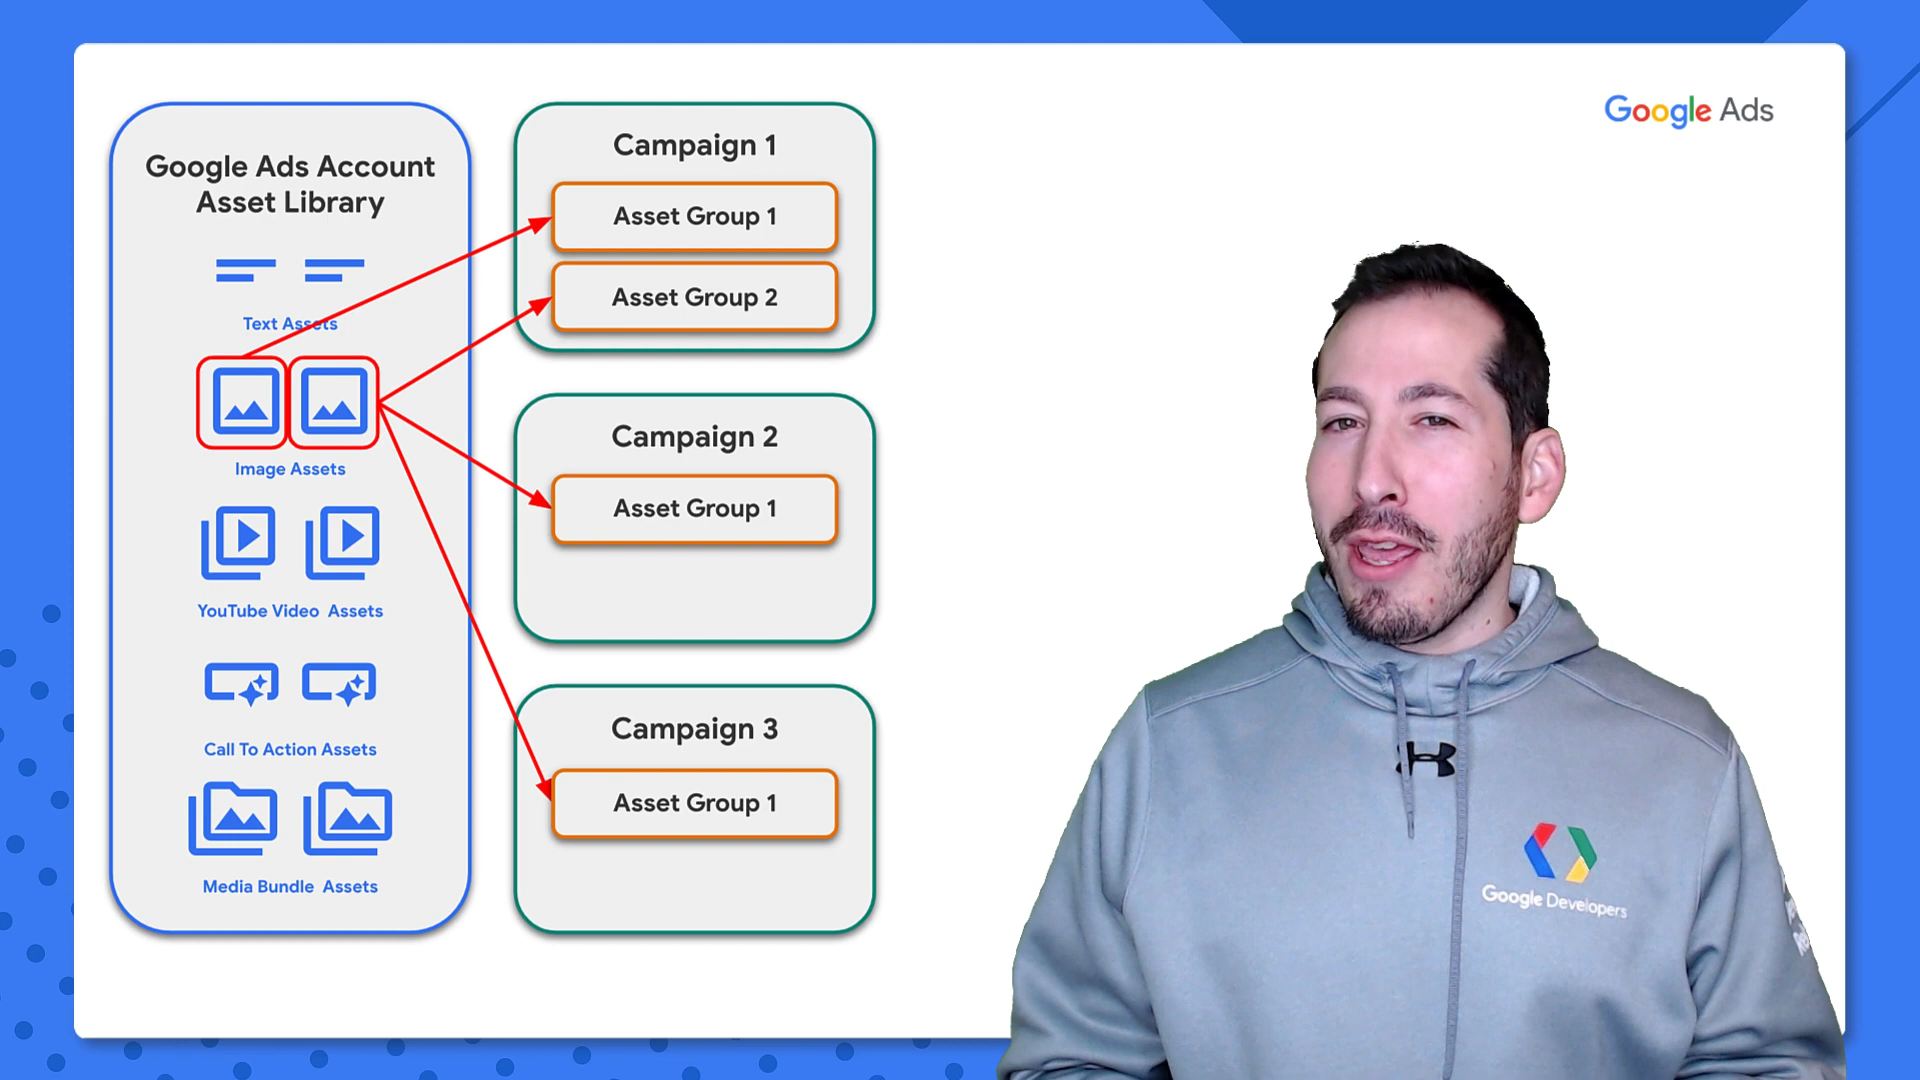 Google Ads
Google Ads Account
Asset Library
Text Assets
Image Assets
YouTube Video Assets
Call To Action Assets
Media Bundle Assets
Campaign 1
Asset Group 1
Asset Group 2
Campaign 2
Asset Group 1
Campaign 3
Asset Group 1
Google Developers